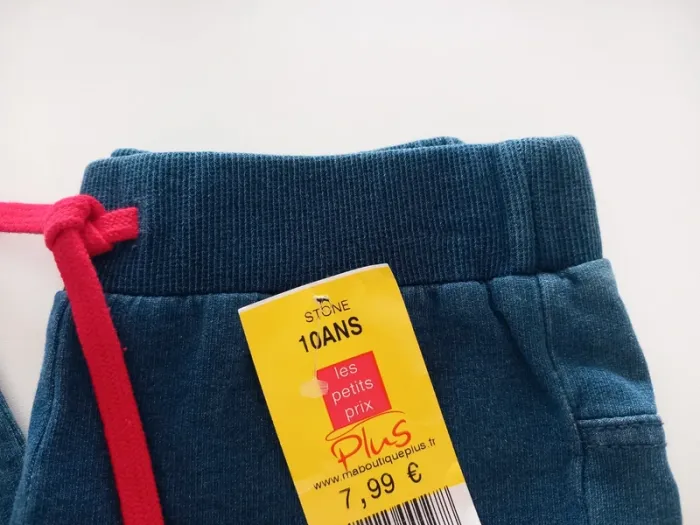 STONE
10ANS
les
petits
prix
Plus
www.maboutiqueplus.fr
7,99 €